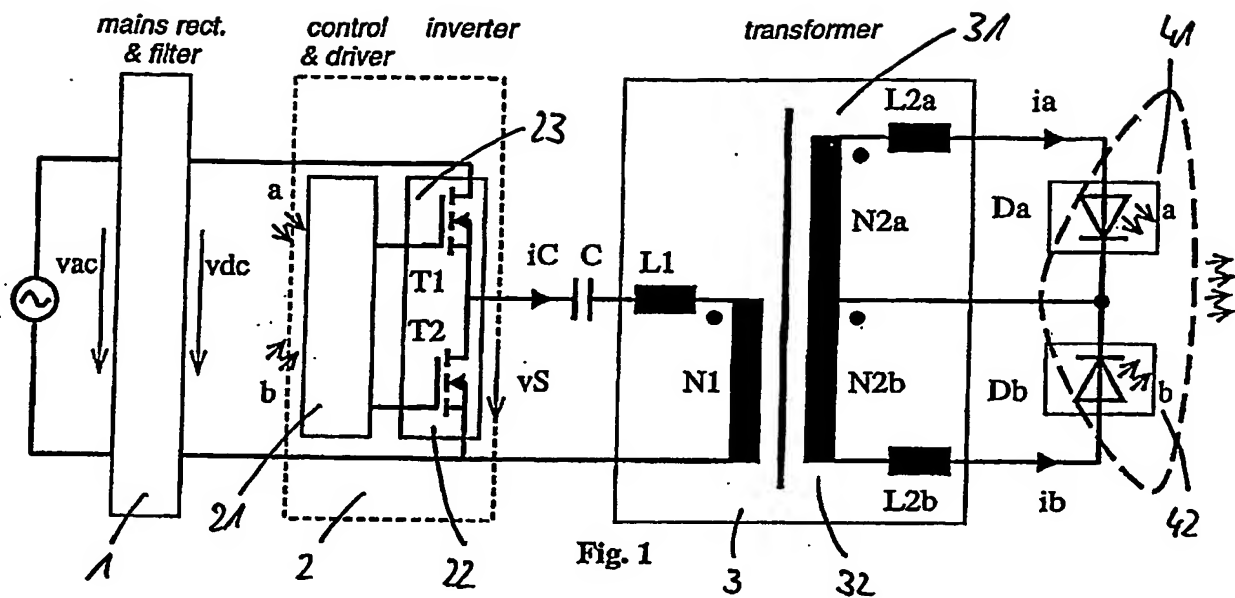 mains rect.
& filter
control
& driver
inverter
transformer
31
41
L2a
ia
23
a
Da
a
N2a
vac
vdc
iC
C
L1
T1
T2
b
N1
N2b
vS
Db
b
L2b
ib
21
1
2
22
Fig. 1
3
32
42